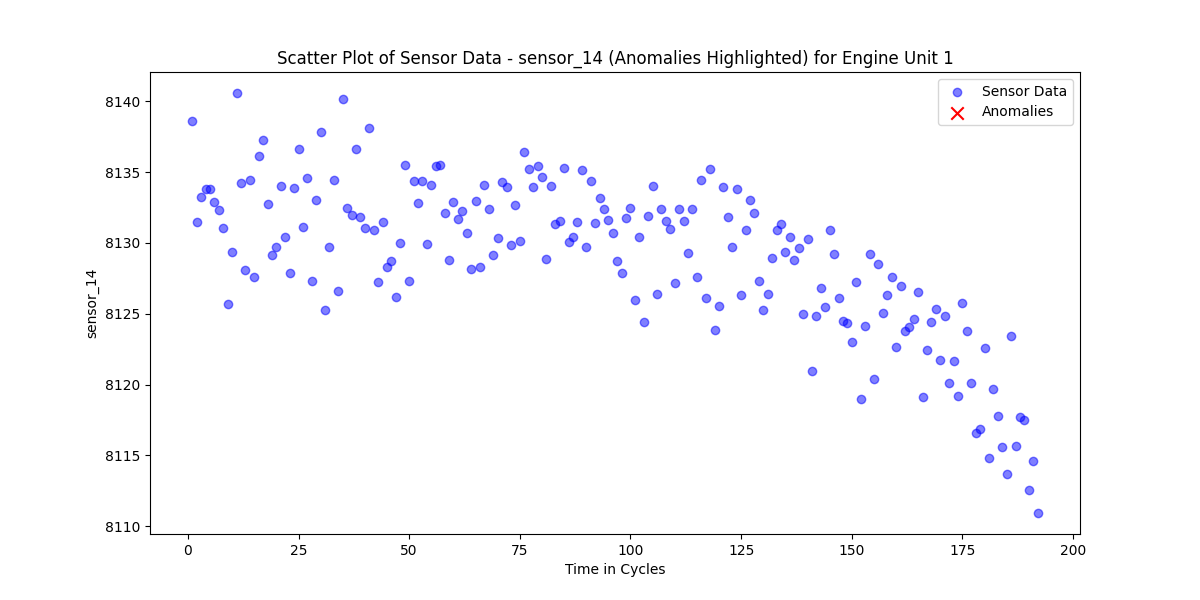 Scatter Plot of Sensor Data - sensor_14 (Anomalies Highlighted) for Engine Unit 1
Sensor Data
Anomalies
8140
8135
8130
8125
8120
8115
8110
sensor_14
0 25 50 75 100 125 150 175 200
Time in Cycles